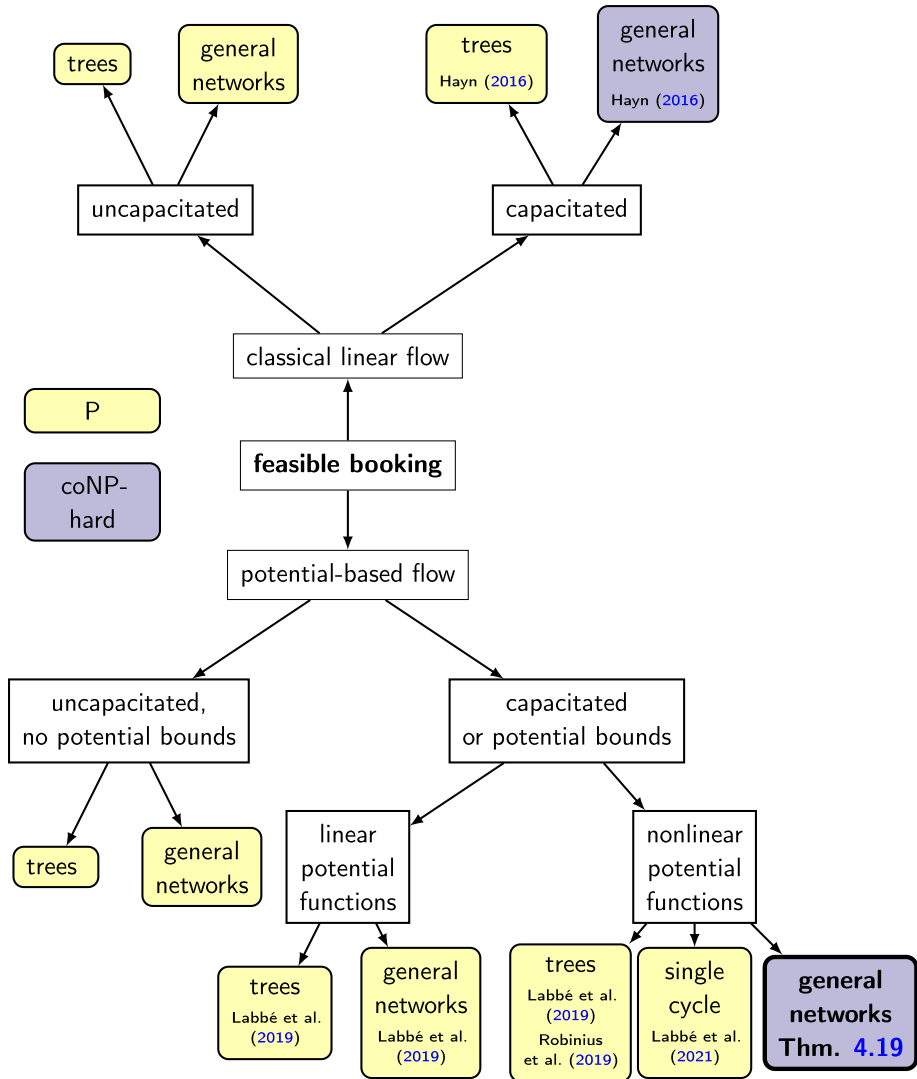 trees
general
networks
trees
Hayn (2016)
general
networks
Hayn (2016)
uncapacitated
capacitated
classical linear flow
P
feasible booking
coNP-
hard
potential-based flow
uncapacitated,
no potential bounds
capacitated
or potential bounds
trees
general
networks
linear
potential
functions
nonlinear
potential
functions
trees
Labbé et al.
(2019)
general
networks
Labbé et al.
(2019)
trees
Labbé et al.
(2019)
Robinius
et al. (2019)
single
cycle
Labbé et al.
(2021)
general
networks
Thm. 4.19